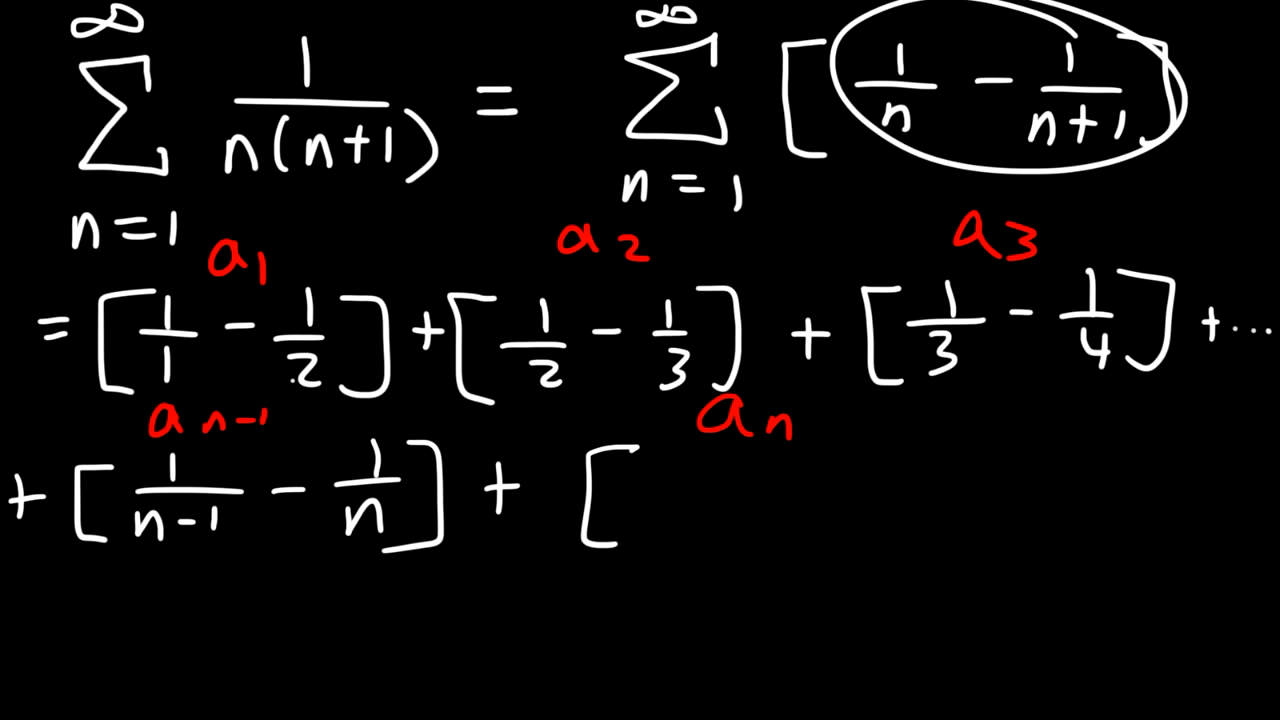 ∞ ∑ n=1 1/n(n+1) = ∞ ∑ n=1 [1/n − 1/n+1]
a₁ a₂ a₃
= [1/1 − 1/2] + [1/2 − 1/3] + [1/3 − 1/4] + ....
aₙ₋₁ aₙ
+ [1/n−1 − 1/n] + [